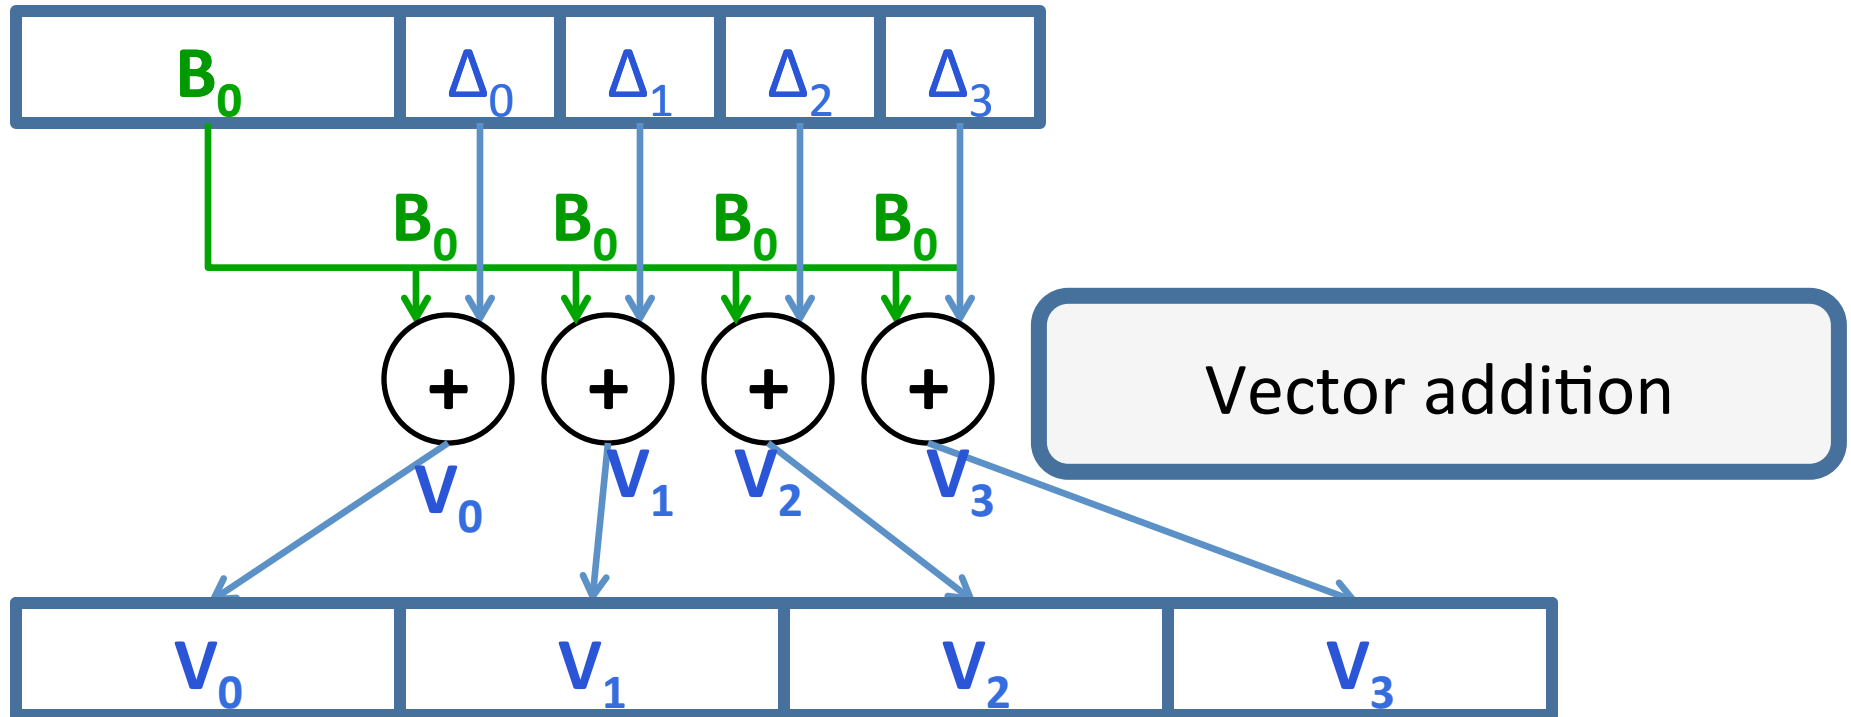 B₀ Δ₀ Δ₁ Δ₂ Δ₃
B₀ B₀ B₀ B₀
+ + + +
Vector addition
V₀ V₁ V₂ V₃
V₀ V₁ V₂ V₃